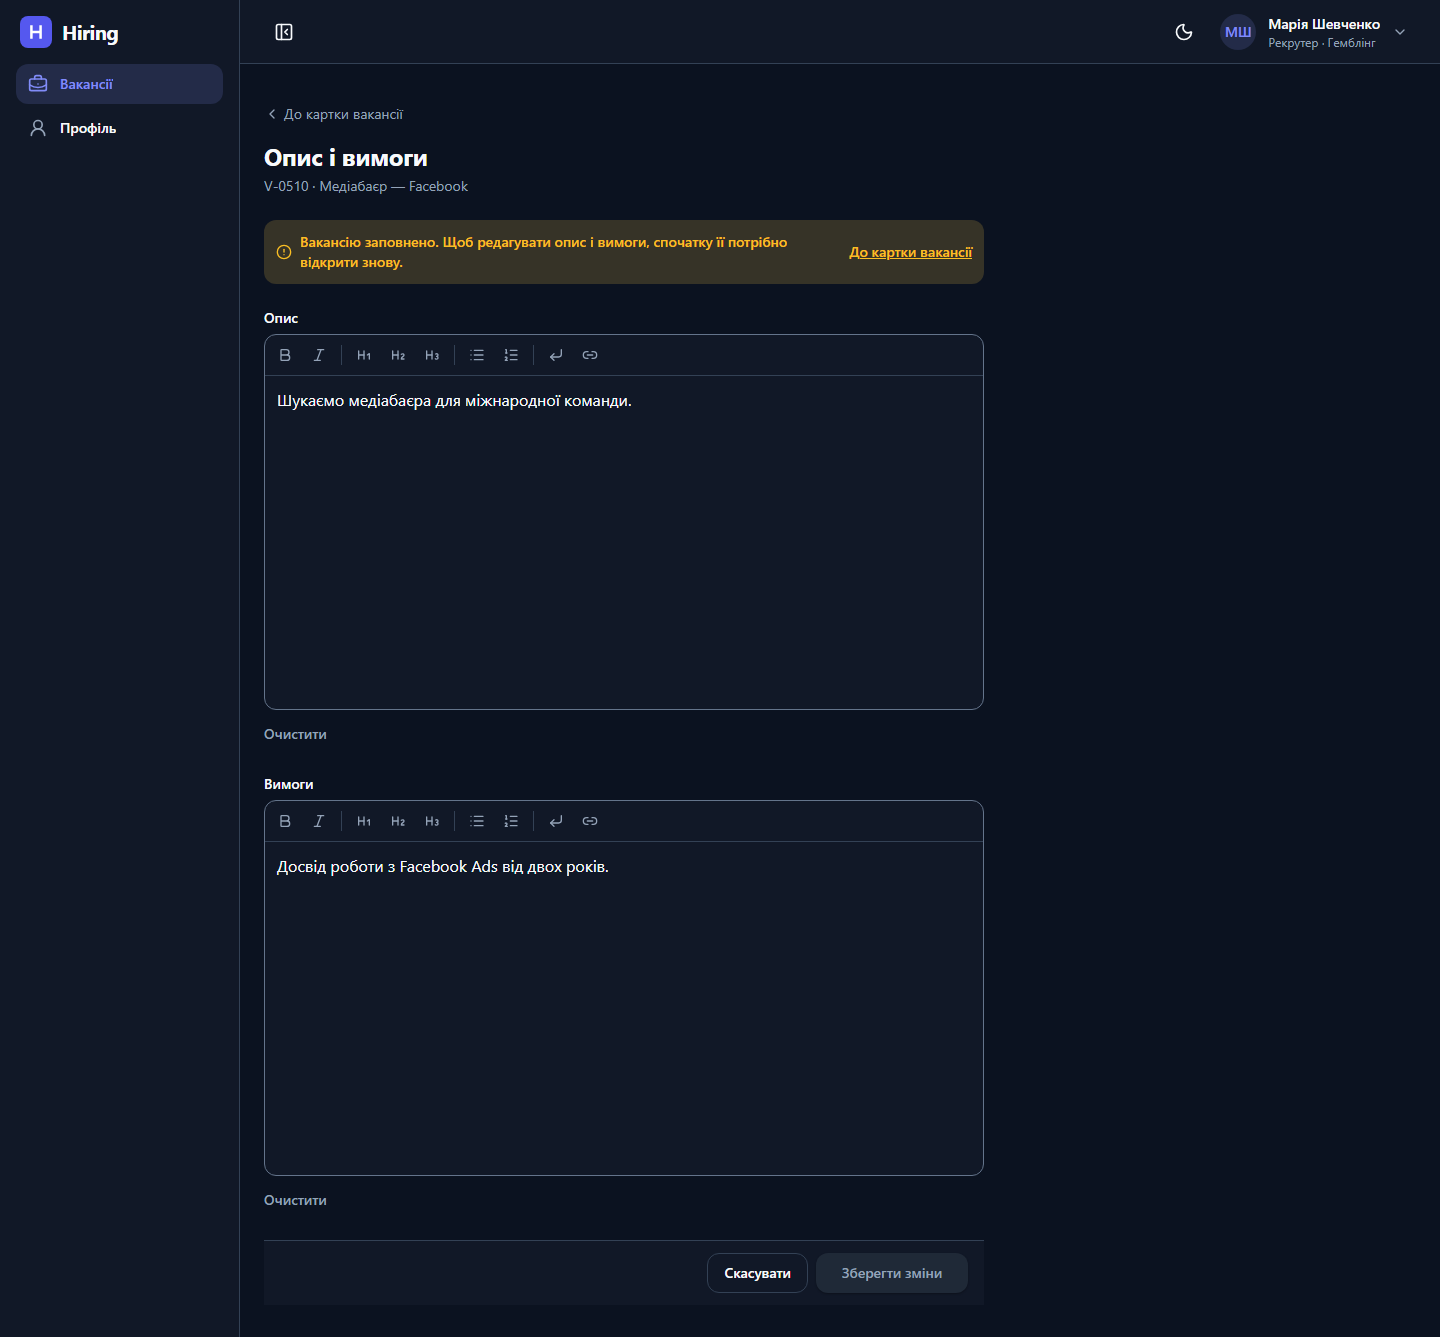 H Hiring
Вакансії
Профіль
МШ
Марія Шевченко
Рекрутер · Гемблінг
До картки вакансії
Опис і вимоги
V-0510 · Медіабаєр — Facebook
Вакансію заповнено. Щоб редагувати опис і вимоги, спочатку її потрібно
відкрити знову.
До картки вакансії
Опис
B I H1 H2 H3
Шукаємо медіабаєра для міжнародної команди.
Очистити
Вимоги
B I H1 H2 H3
Досвід роботи з Facebook Ads від двох років.
Очистити
Скасувати
Зберегти зміни